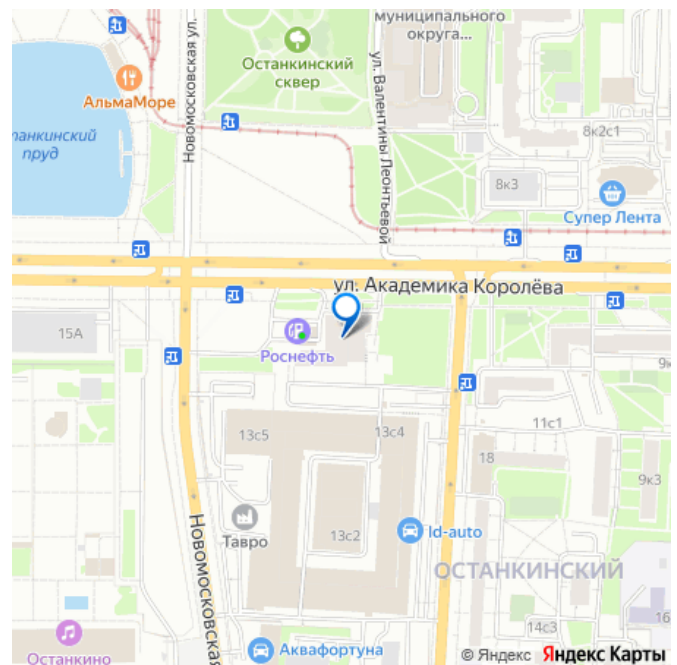 муниципального
округа...
Останкинский
сквер
АльмаМоре
Новомосковская ул.
ул. Валентины Леонтьевой
станкинский
пруд
8к2с1
8к3
Супер Лента
ул. Академика Королёва
15А
Роснефть
9к
11с1
13с5
13с4
18
9к3
Тавро
13с2
Id-auto
Новомосковская
ОСТАНКИНСКИЙ
16
14с3
Останкино
Аквафортуна
© Яндекс Яндекс Карты